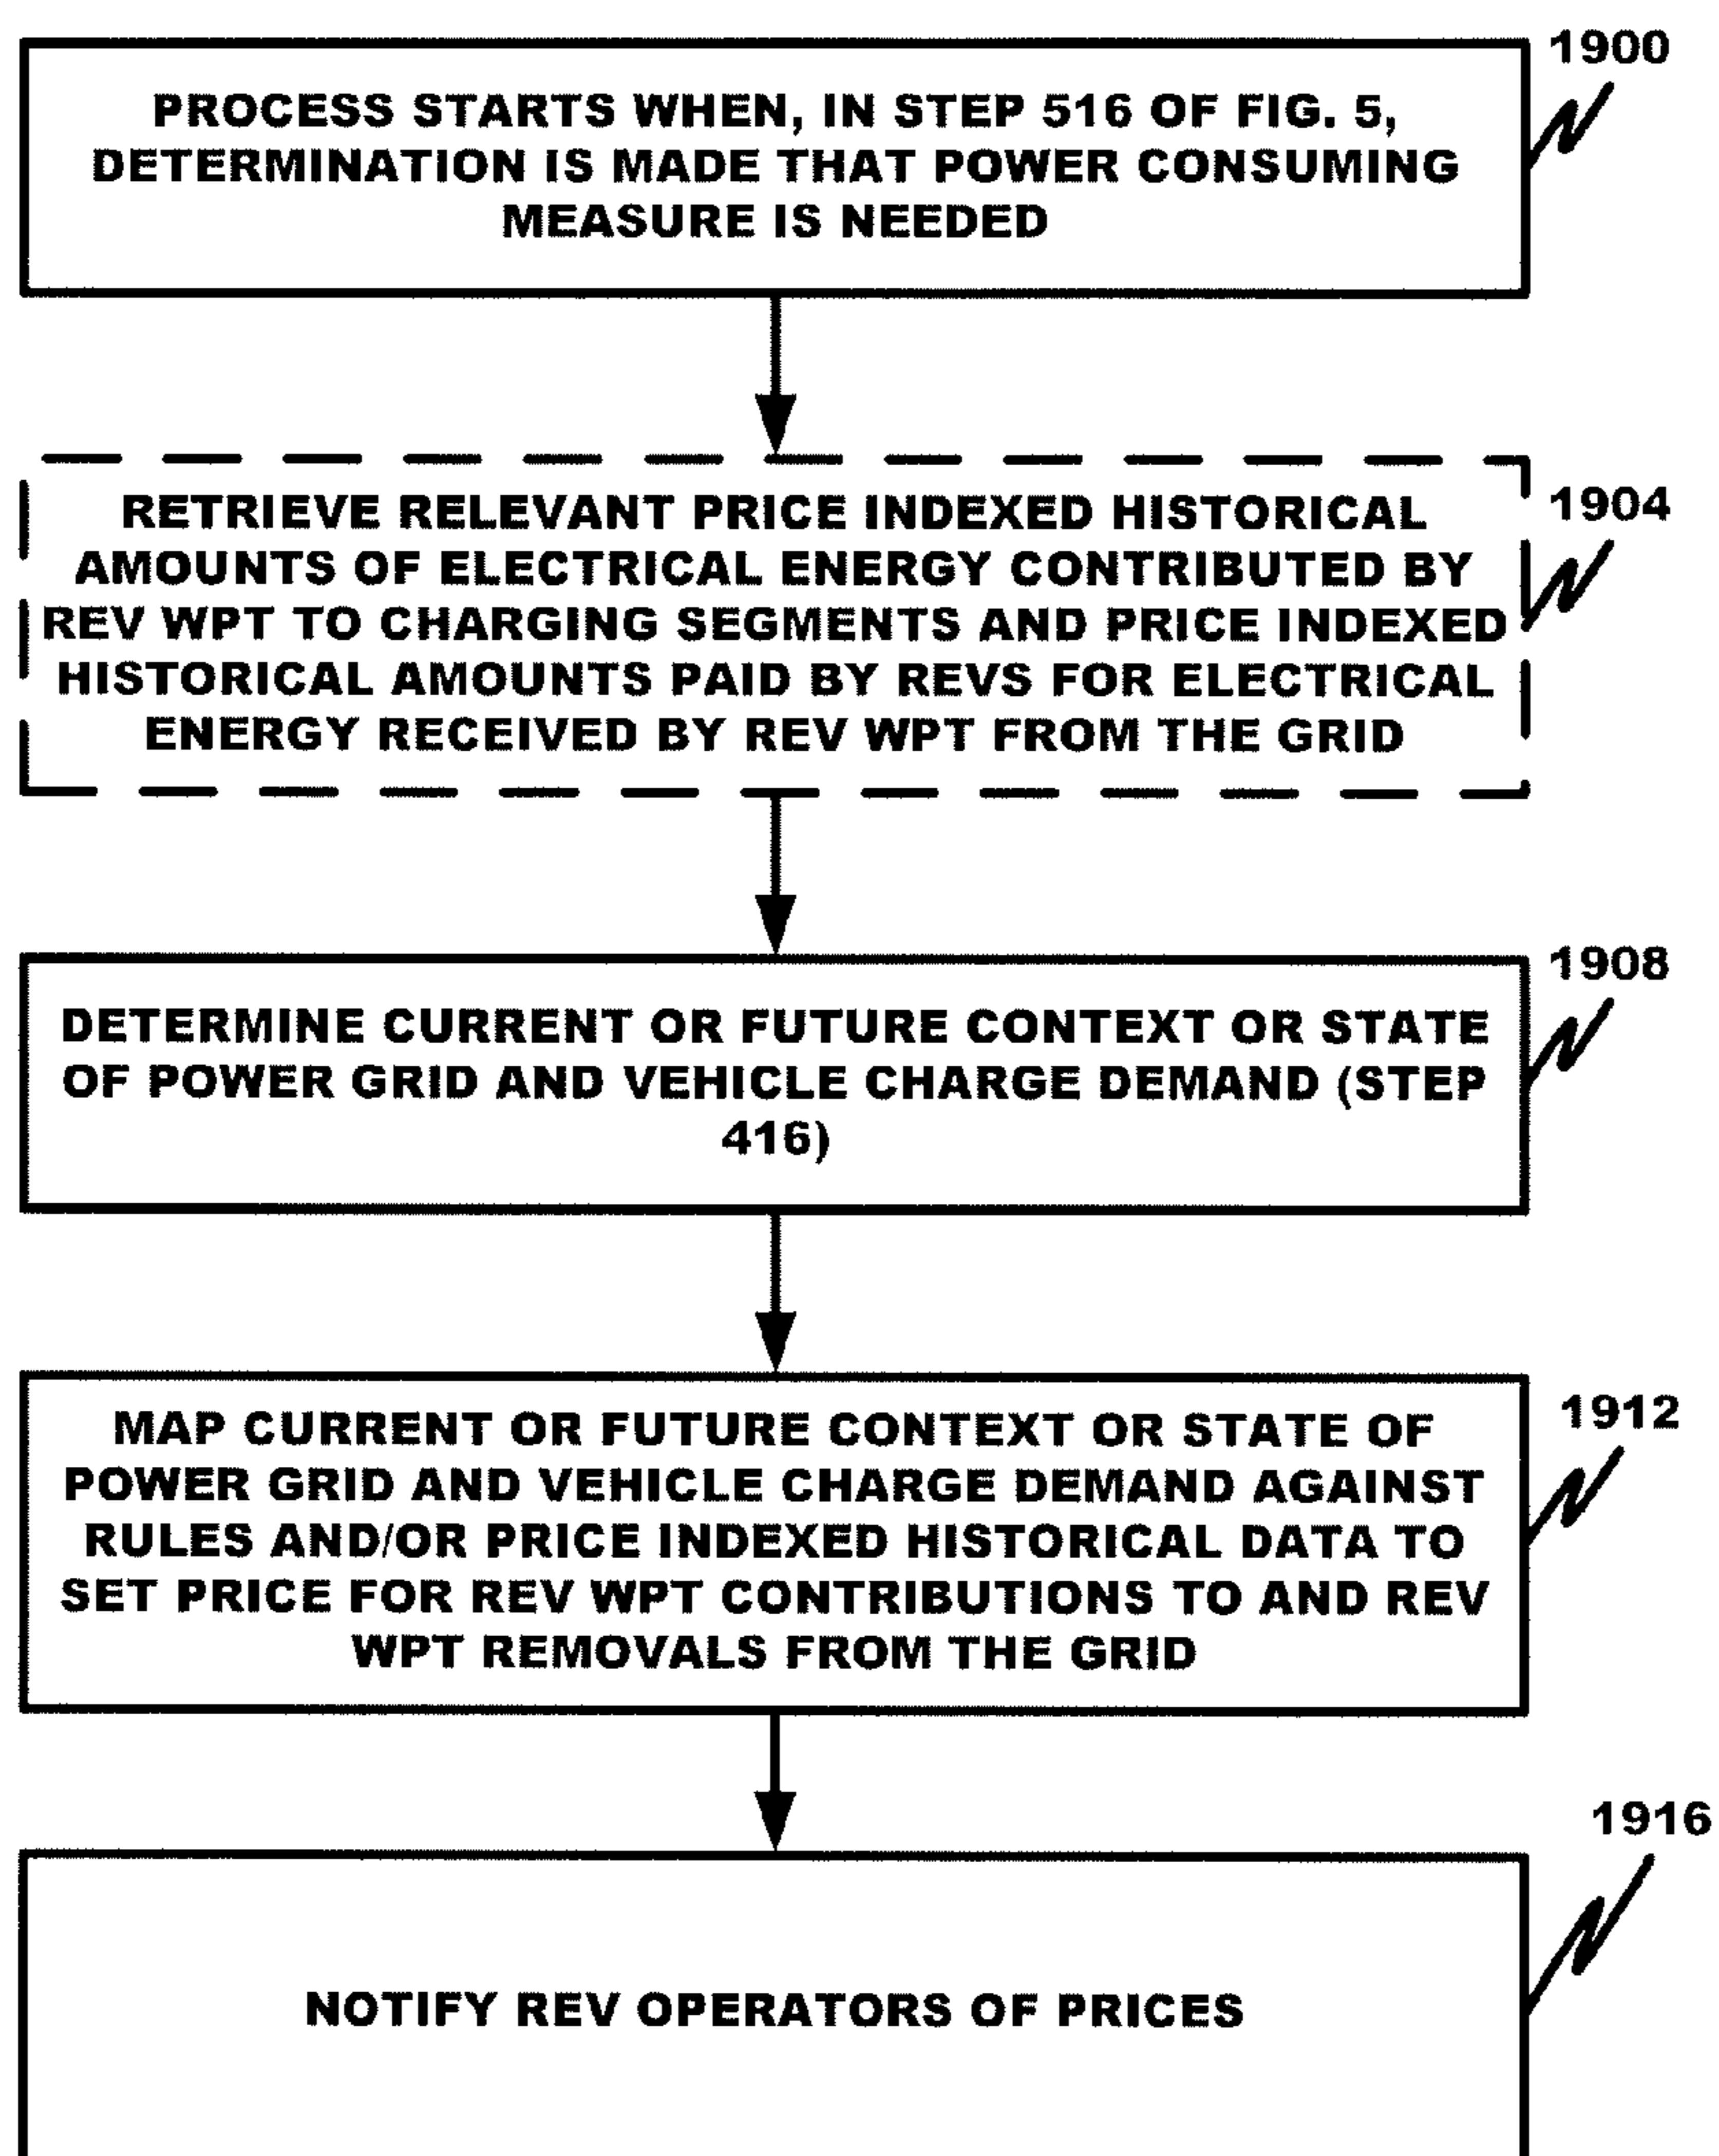 1900
PROCESS STARTS WHEN, IN STEP 516 OF FIG. 5,
DETERMINATION IS MADE THAT POWER CONSUMING
MEASURE IS NEEDED
1904
RETRIEVE RELEVANT PRICE INDEXED HISTORICAL
AMOUNTS OF ELECTRICAL ENERGY CONTRIBUTED BY
REV WPT TO CHARGING SEGMENTS AND PRICE INDEXED
HISTORICAL AMOUNTS PAID BY REVS FOR ELECTRICAL
ENERGY RECEIVED BY REV WPT FROM THE GRID
1908
DETERMINE CURRENT OR FUTURE CONTEXT OR STATE
OF POWER GRID AND VEHICLE CHARGE DEMAND (STEP
416)
1912
MAP CURRENT OR FUTURE CONTEXT OR STATE OF
POWER GRID AND VEHICLE CHARGE DEMAND AGAINST
RULES AND/OR PRICE INDEXED HISTORICAL DATA TO
SET PRICE FOR REV WPT CONTRIBUTIONS TO AND REV
WPT REMOVALS FROM THE GRID
1916
NOTIFY REV OPERATORS OF PRICES